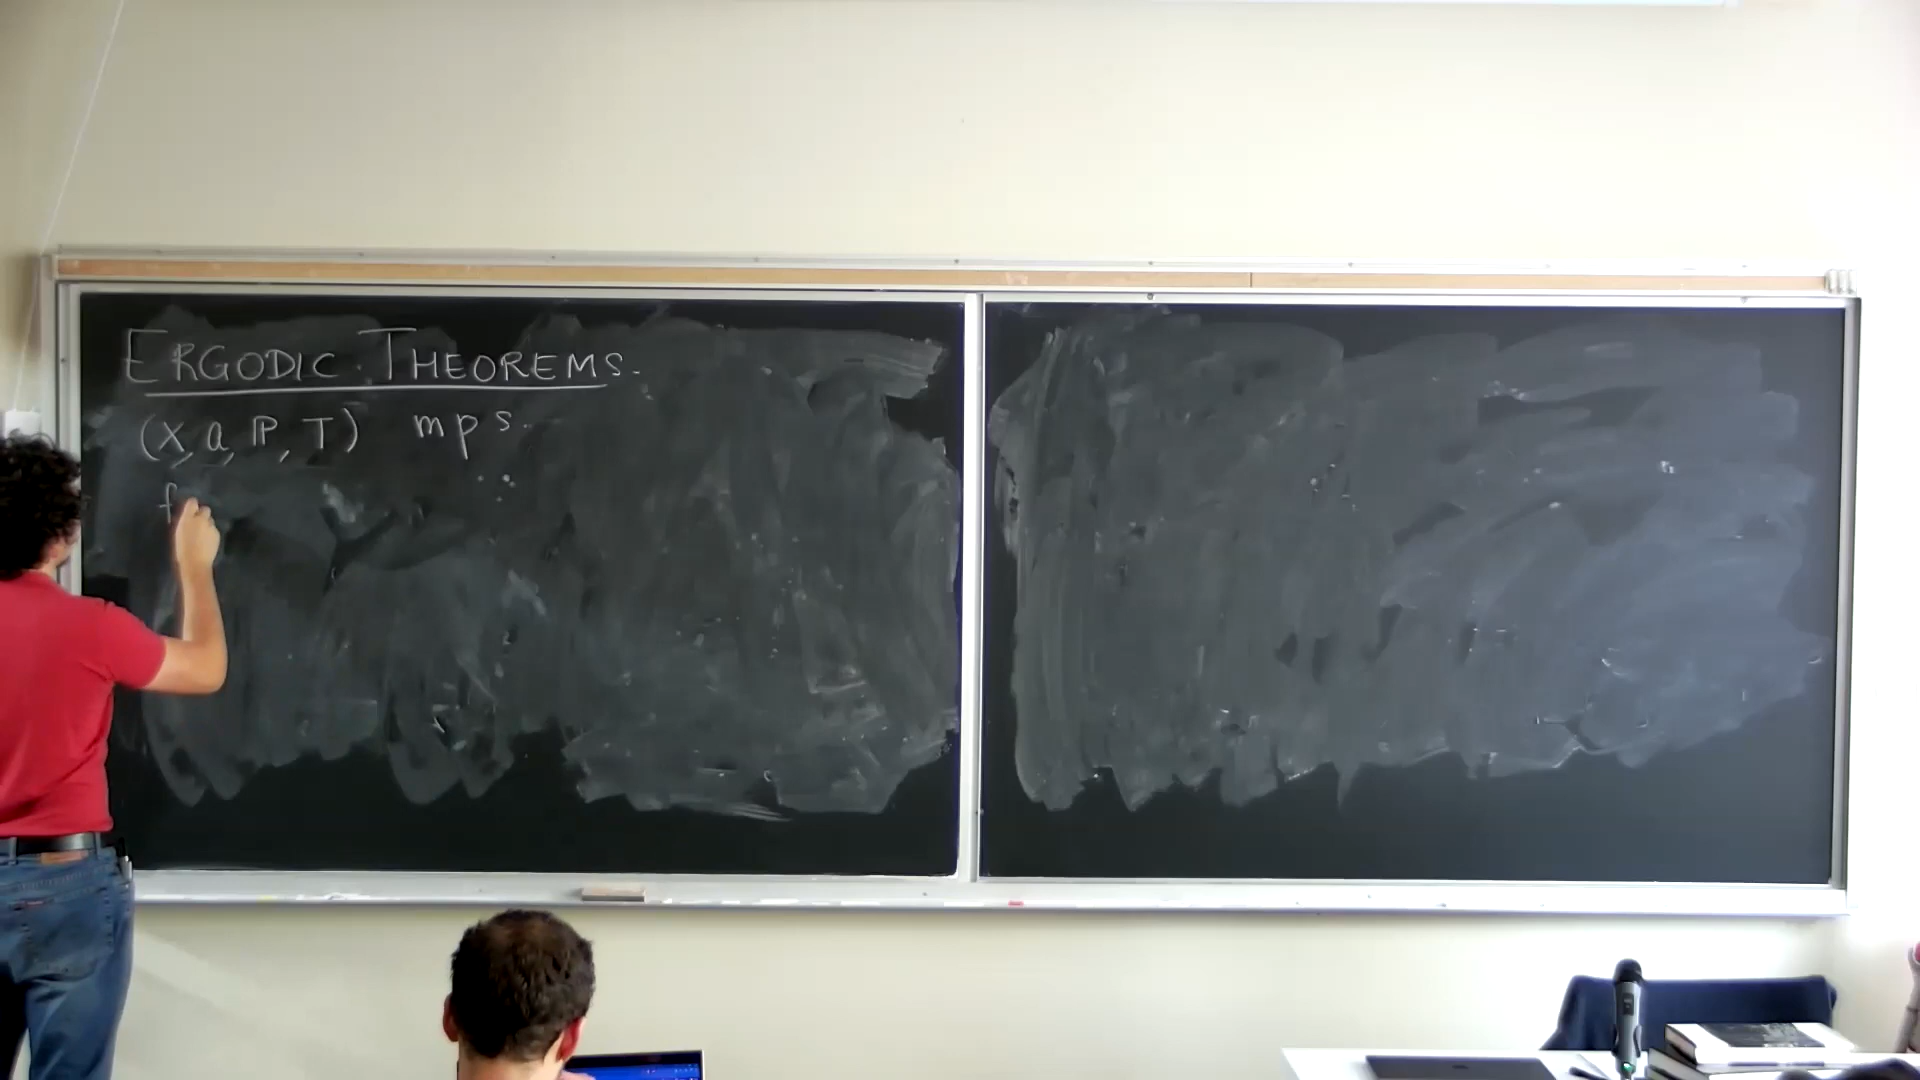 ERGODIC THEOREMS.
(X, a, ℙ, T) mps.
f